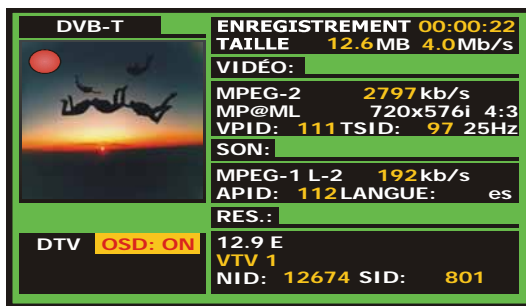 DVB-T
ENREGISTREMENT 00:00:22
TAILLE 12.6MB 4.0Mb/s
VIDÉO:
MPEG-2 2797kb/s
MP@ML 720x576i 4:3
VPID: 111 TSID: 97 25Hz
SON:
MPEG-1 L-2 192kb/s
APID: 112 LANGUE: es
RES.:
DTV OSD: ON
12.9 E
VTV 1
NID: 12674 SID: 801